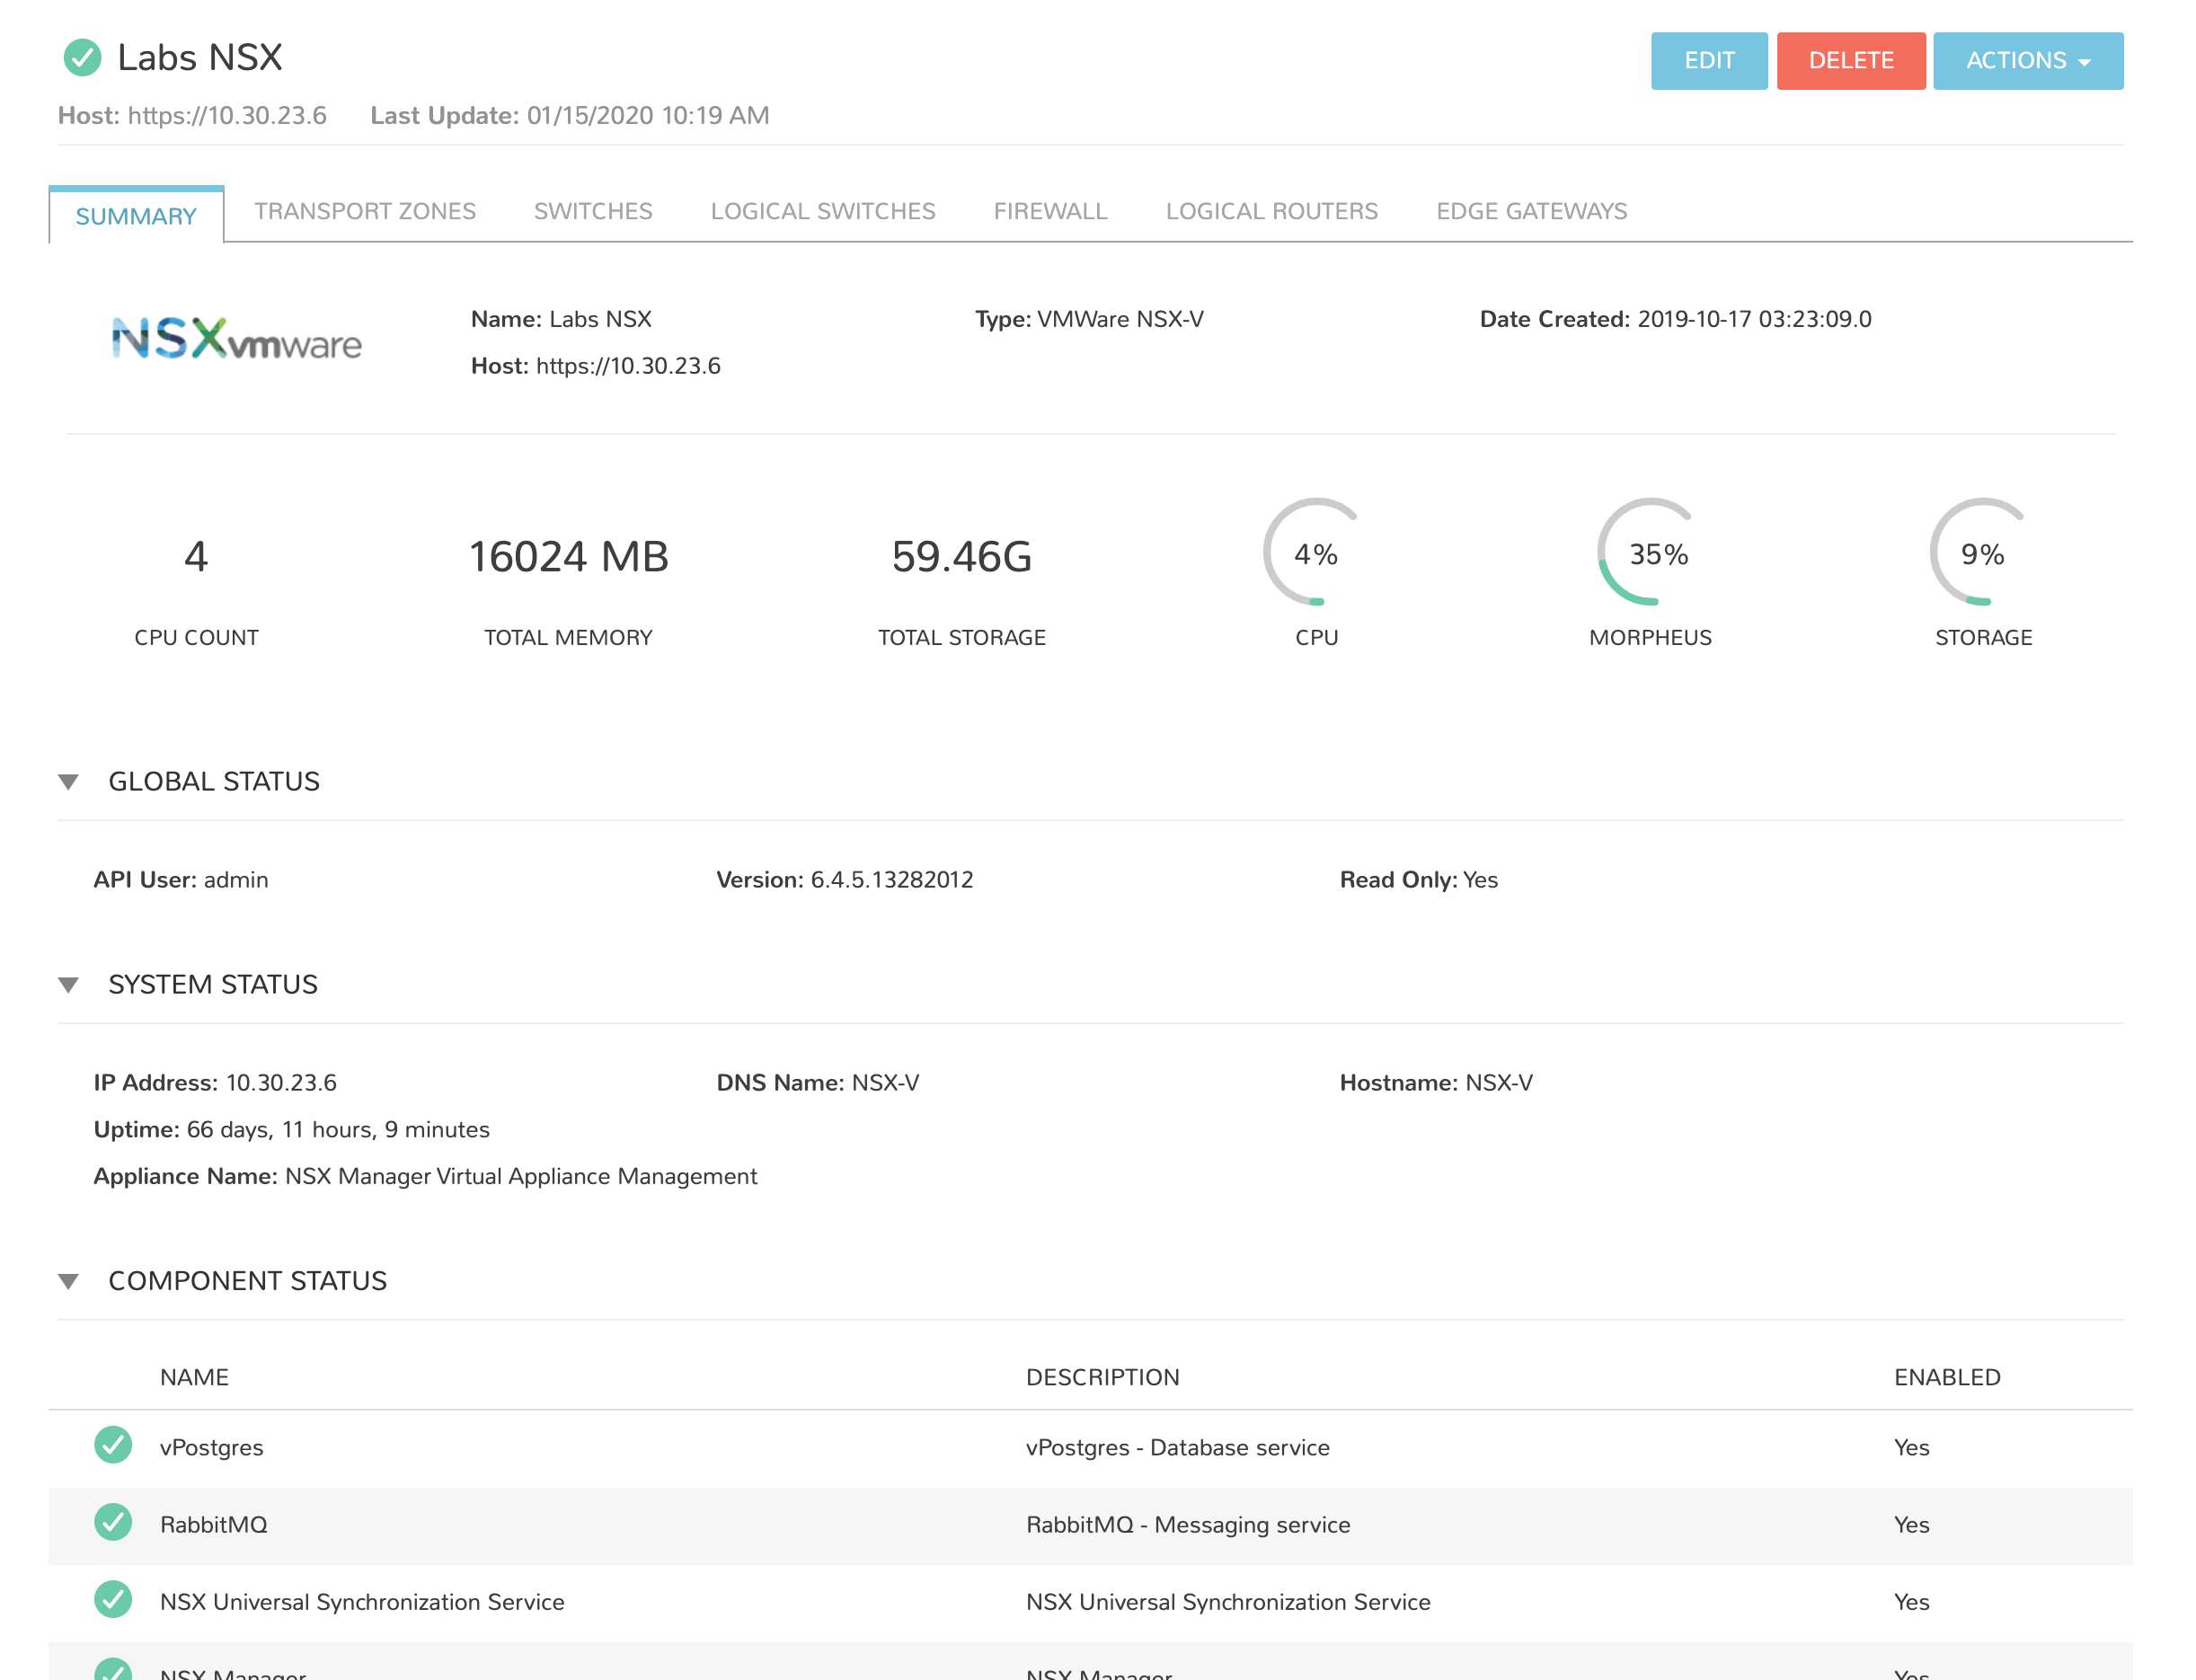 Labs NSX
EDIT DELETE ACTIONS
Host: https://10.30.23.6 Last Update: 01/15/2020 10:19 AM
SUMMARY TRANSPORT ZONES SWITCHES LOGICAL SWITCHES FIREWALL LOGICAL ROUTERS EDGE GATEWAYS
NSX vmware
Name: Labs NSX Type: VMWare NSX-V Date Created: 2019-10-17 03:23:09.0
Host: https://10.30.23.6
4 16024 MB 59.46G 4% 35% 9%
CPU COUNT TOTAL MEMORY TOTAL STORAGE CPU MORPHEUS STORAGE
GLOBAL STATUS
API User: admin Version: 6.4.5.13282012 Read Only: Yes
SYSTEM STATUS
IP Address: 10.30.23.6 DNS Name: NSX-V Hostname: NSX-V
Uptime: 66 days, 11 hours, 9 minutes
Appliance Name: NSX Manager Virtual Appliance Management
COMPONENT STATUS
NAME DESCRIPTION ENABLED
vPostgres vPostgres - Database service Yes
RabbitMQ RabbitMQ - Messaging service Yes
NSX Universal Synchronization Service NSX Universal Synchronization Service Yes
NSX Manager NSX Manager Yes